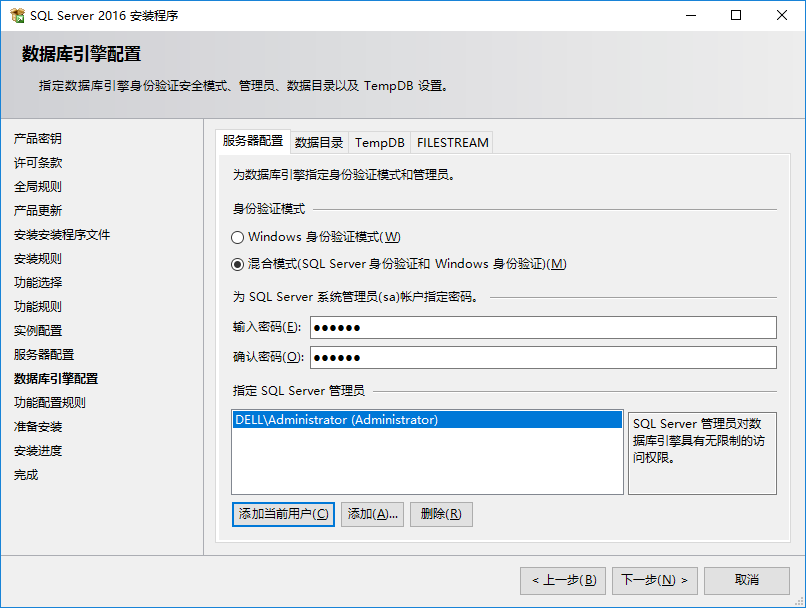 SQL Server 2016 安装程序
数据库引擎配置
指定数据库引擎身份验证安全模式、管理员、数据目录以及 TempDB 设置。
产品密钥
许可条款
全局规则
产品更新
安装安装程序文件
安装规则
功能选择
功能规则
实例配置
服务器配置
数据库引擎配置
功能配置规则
准备安装
安装进度
完成
服务器配置 数据目录 TempDB FILESTREAM
为数据库引擎指定身份验证模式和管理员。
身份验证模式
Windows 身份验证模式(W)
混合模式(SQL Server 身份验证和 Windows 身份验证)(M)
为 SQL Server 系统管理员(sa)帐户指定密码。
输入密码(E): ●●●●●●
确认密码(O): ●●●●●●
指定 SQL Server 管理员
DELL\Administrator (Administrator)
SQL Server 管理员对数
据库引擎具有无限制的访
问权限。
添加当前用户(C) 添加(A)... 删除(R)
< 上一步(B) 下一步(N) > 取消